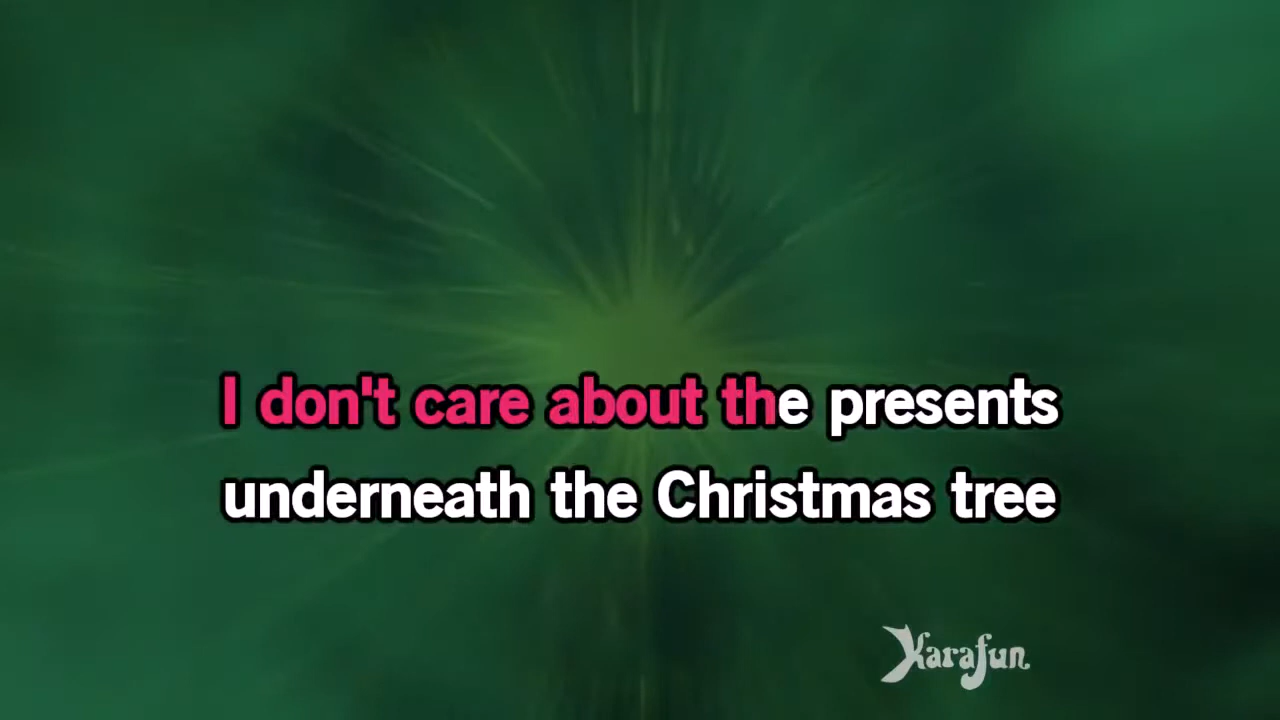 I don't care about the presents
underneath the Christmas tree
Karafun